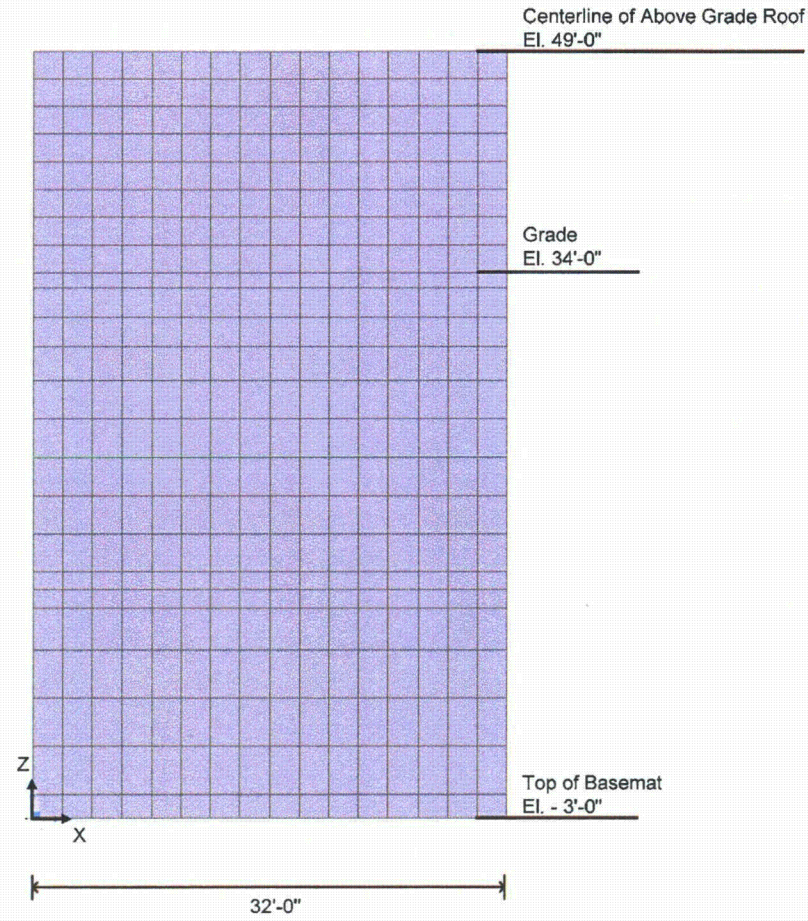 Centerline of Above Grade Roof
El. 49'-0"
Grade
El. 34'-0"
Z
Top of Basemat
El. - 3'-0"
X
32'-0"